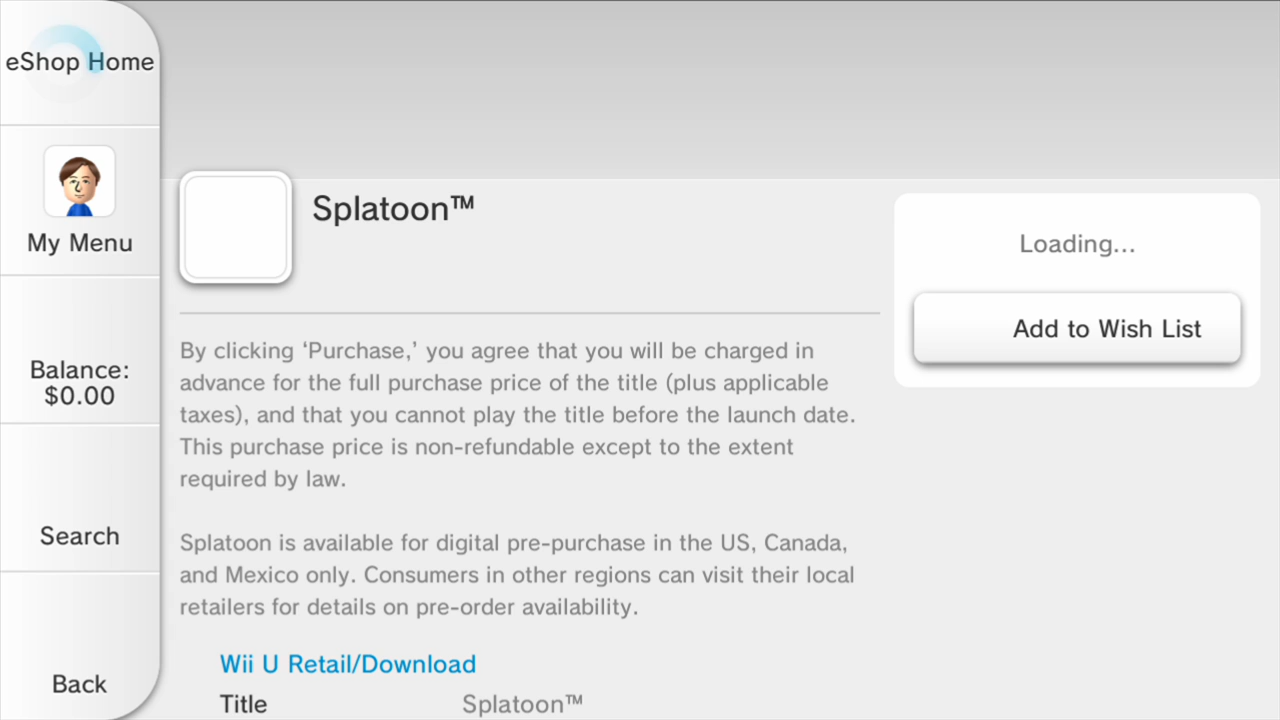 eShop Home
My Menu
Balance:
$0.00
Search
Back
Splatoon™
By clicking ‘Purchase,’ you agree that you will be charged in
advance for the full purchase price of the title (plus applicable
taxes), and that you cannot play the title before the launch date.
This purchase price is non-refundable except to the extent
required by law.
Splatoon is available for digital pre-purchase in the US, Canada,
and Mexico only. Consumers in other regions can visit their local
retailers for details on pre-order availability.
Wii U Retail/Download
Title Splatoon™
Loading...
Add to Wish List